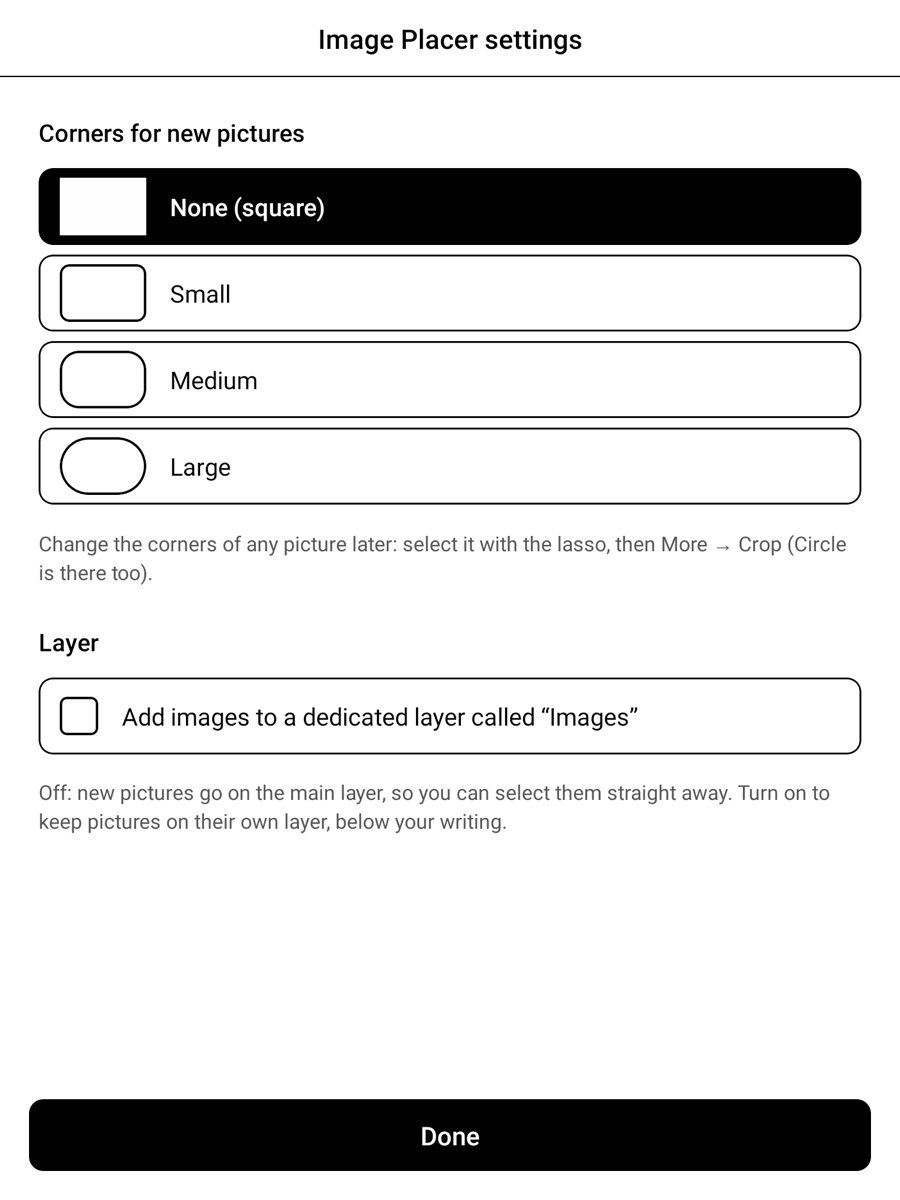 Image Placer settings
Corners for new pictures
None (square)
Small
Medium
Large
Change the corners of any picture later: select it with the lasso, then More → Crop (Circle
is there too).
Layer
Add images to a dedicated layer called “Images”
Off: new pictures go on the main layer, so you can select them straight away. Turn on to
keep pictures on their own layer, below your writing.
Done